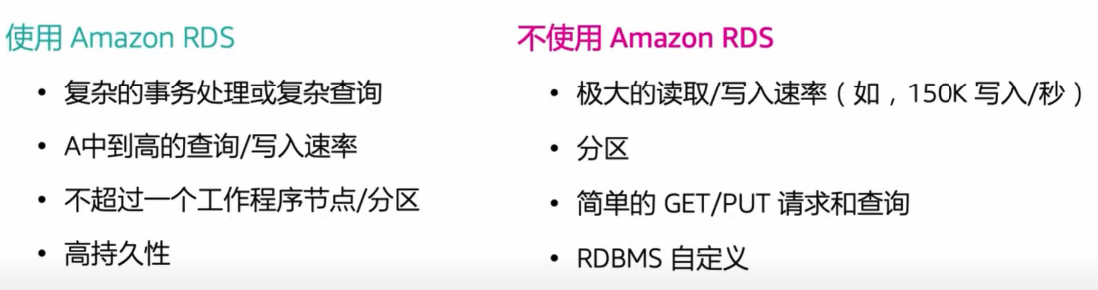 使用 Amazon RDS
• 复杂的事务处理或复杂查询
• A中到高的查询/写入速率
• 不超过一个工作程序节点/分区
• 高持久性
不使用 Amazon RDS
• 极大的读取/写入速率（如，150K 写入/秒）
• 分区
• 简单的 GET/PUT 请求和查询
• RDBMS 自定义